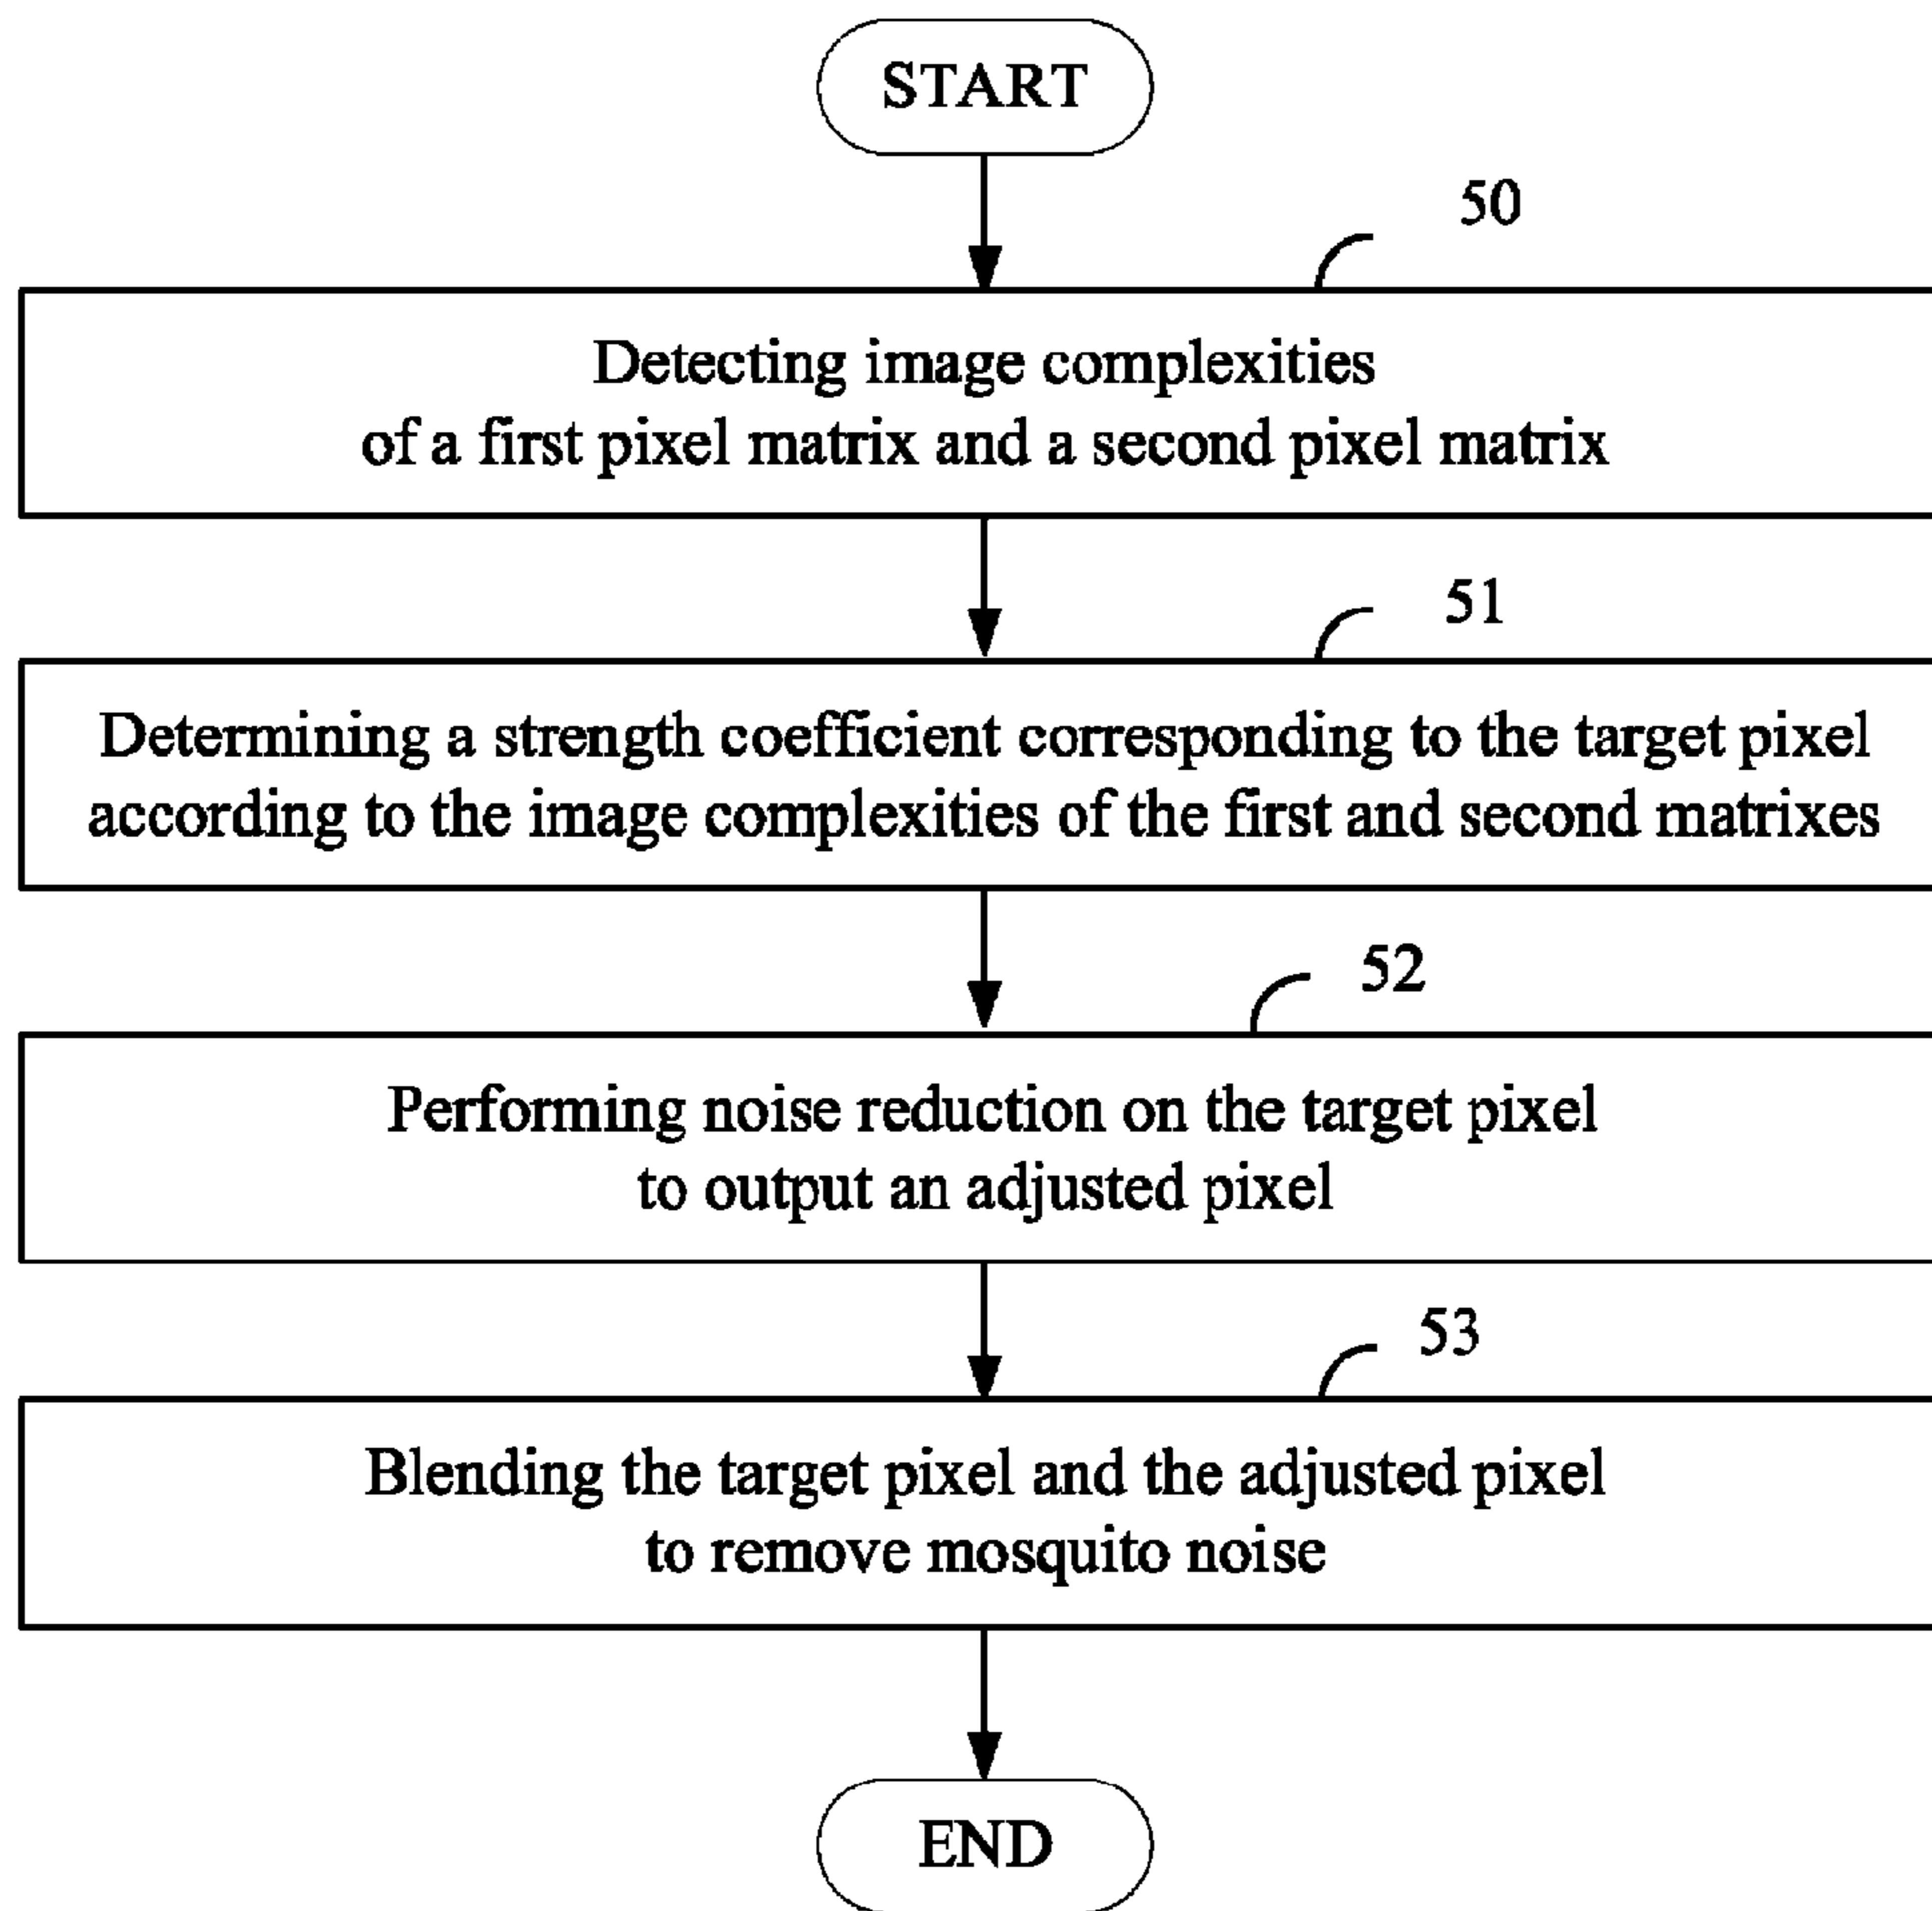 START
50
Detecting image complexities
of a first pixel matrix and a second pixel matrix
51
Determining a strength coefficient corresponding to the target pixel
according to the image complexities of the first and second matrixes
52
Performing noise reduction on the target pixel
to output an adjusted pixel
53
Blending the target pixel and the adjusted pixel
to remove mosquito noise
END